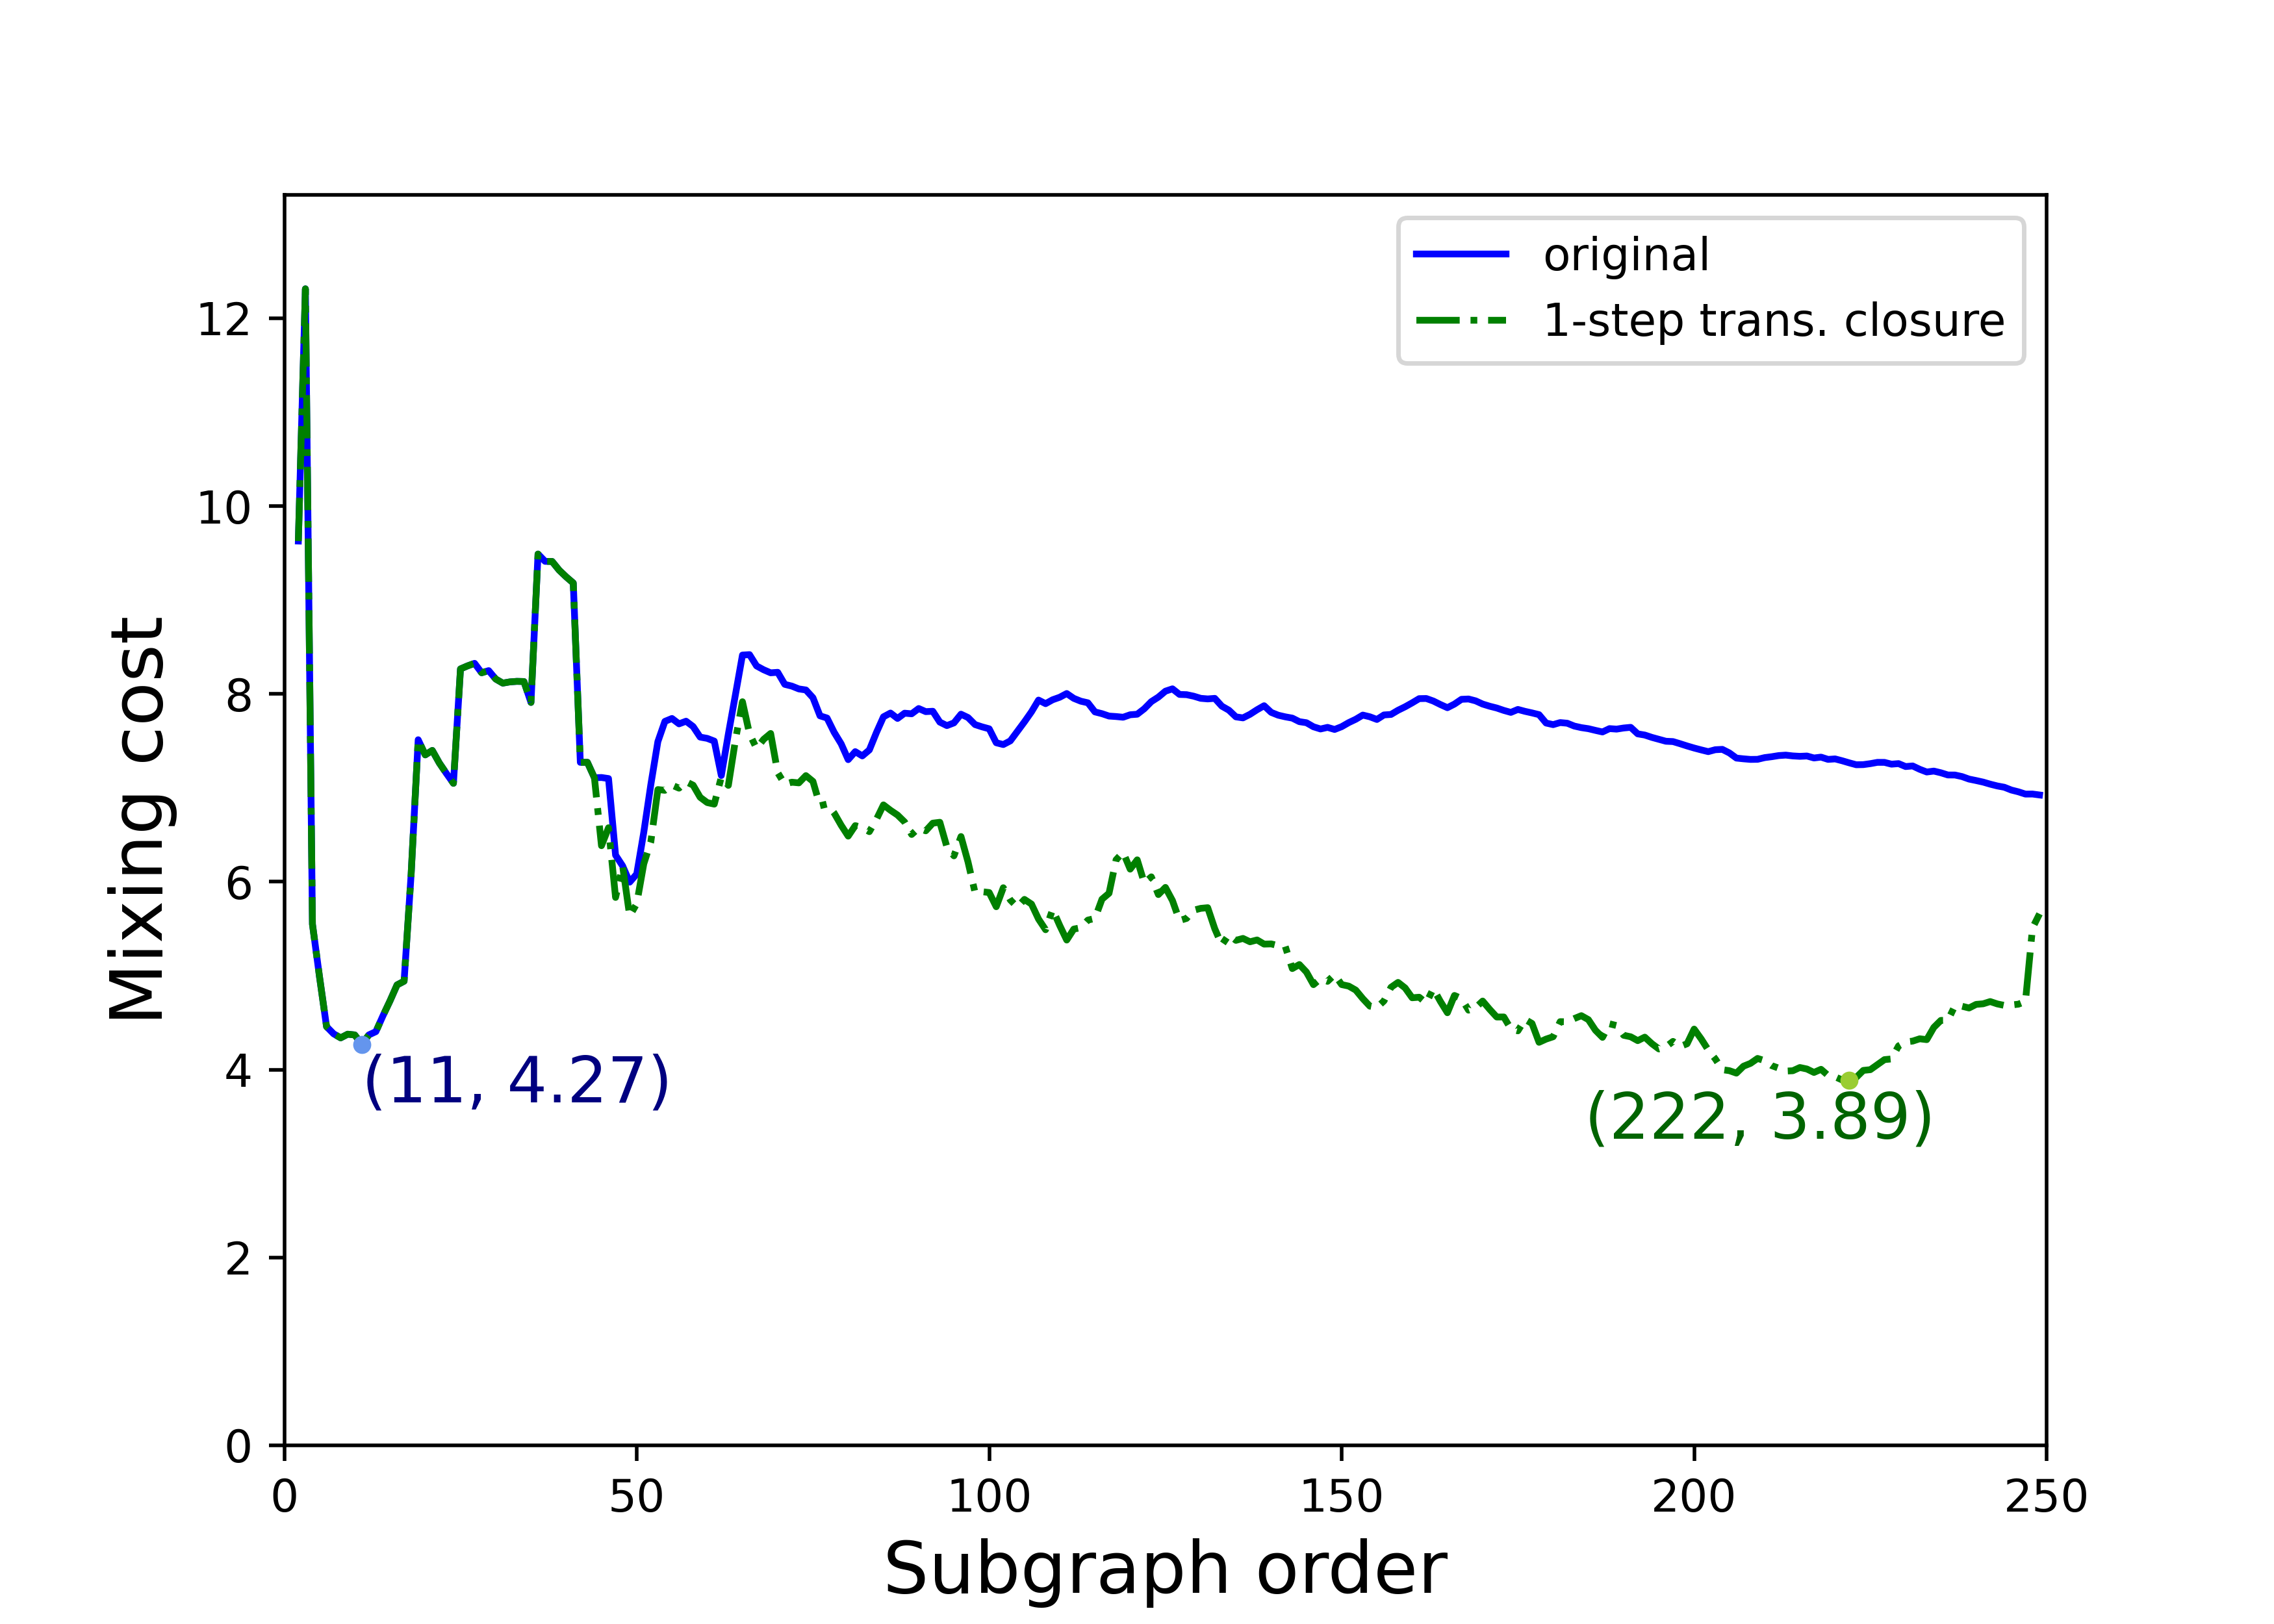 original
1-step trans. closure
12
10
8
6
4
2
0
Mixing cost
(11, 4.27)
(222, 3.89)
0 50 100 150 200 250
Subgraph order